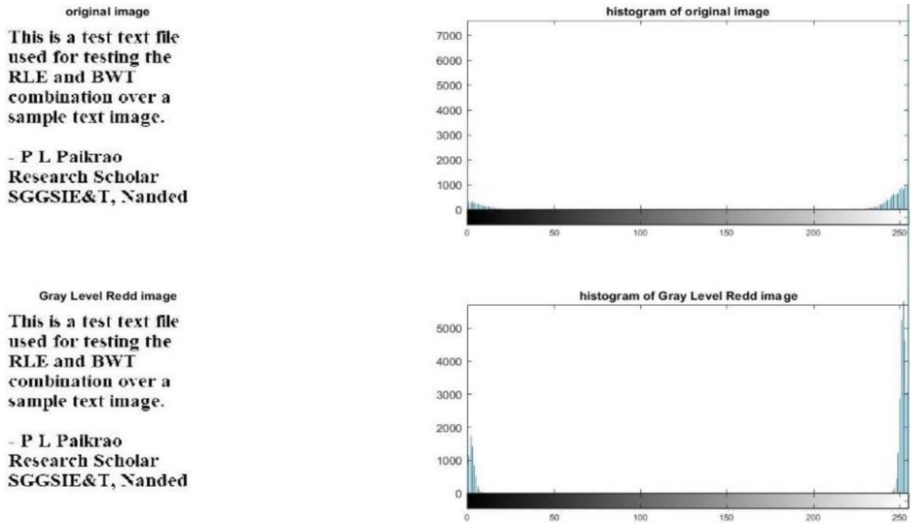 original image
This is a test text file
used for testing the
RLE and BWT
combination over a
sample text image.
- P L Paikrao
Research Scholar
SGGSIE&T, Nanded
histogram of original image
7000
6000
5000
4000
3000
2000
1000
0
0 50 100 150 200 250
Gray Level Redd image
This is a test text file
used for testing the
RLE and BWT
combination over a
sample text image.
- P L Paikrao
Research Scholar
SGGSIE&T, Nanded
histogram of Gray Level Redd image
5000
4000
3000
2000
1000
0
0 50 100 150 200 250